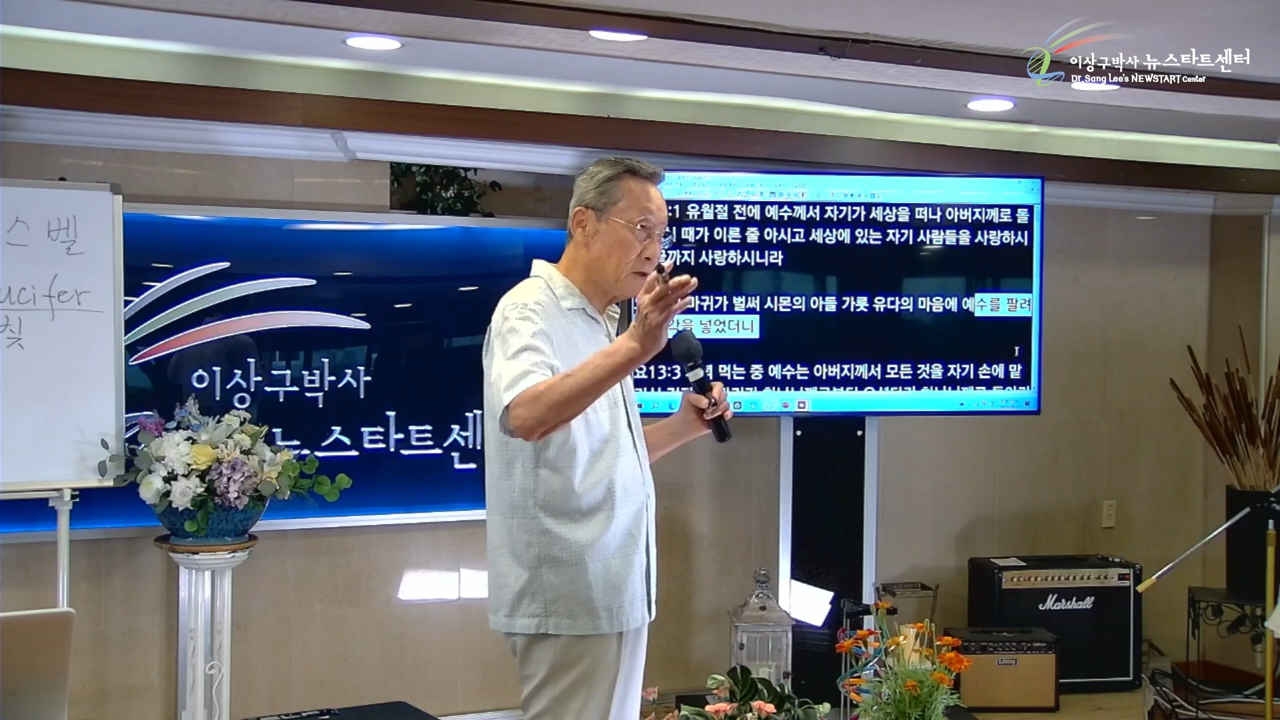 이상구박사 뉴스타트센터
Dr. Sang Lee's NEWSTART Center
스벨
ucifer
칮
이상구박사
뉴스타트센
:1 유월절 전에 예수께서 자기가 세상을 떠나 아버지께로 돌
때가 이른 줄 아시고 세상에 있는 자기 사람들을 사랑하시
까지 사랑하시니라
마귀가 벌써 시몬의 아들 가룟 유다의 마음에 예수를 팔려
넣었더니
요13:3 먹는 중 예수는 아버지께서 모든 것을 자기 손에 맡
Marshall
Laney